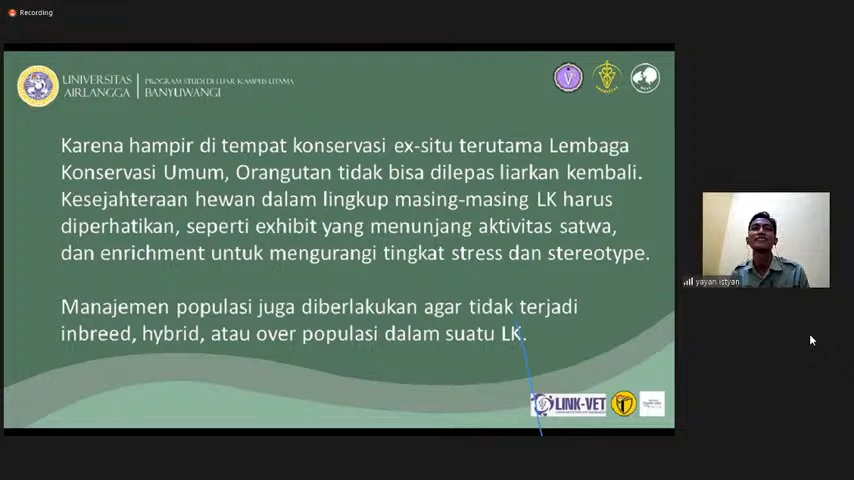 Recording
UNIVERSITAS
AIRLANGGA
PROGRAM STUDI DI LUAR KAMPUS UTAMA
BANYUWANGI
Karena hampir di tempat konservasi ex-situ terutama Lembaga
Konservasi Umum, Orangutan tidak bisa dilepas liarkan kembali.
Kesejahteraan hewan dalam lingkup masing-masing LK harus
diperhatikan, seperti exhibit yang menunjang aktivitas satwa,
dan enrichment untuk mengurangi tingkat stress dan stereotype.
Manajemen populasi juga diberlakukan agar tidak terjadi
inbreed, hybrid, atau over populasi dalam suatu LK.
yayan istyan
LINK-VET